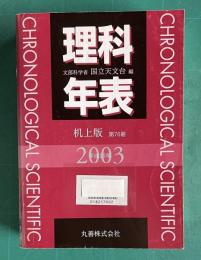 CHRONOLOGICAL SCIENTIFIC
理科
文部科学省 国立天文台 編
年表
机上版 第76冊
2003
丸善株式会社
CHRONOLOGICAL SCIENTIFIC